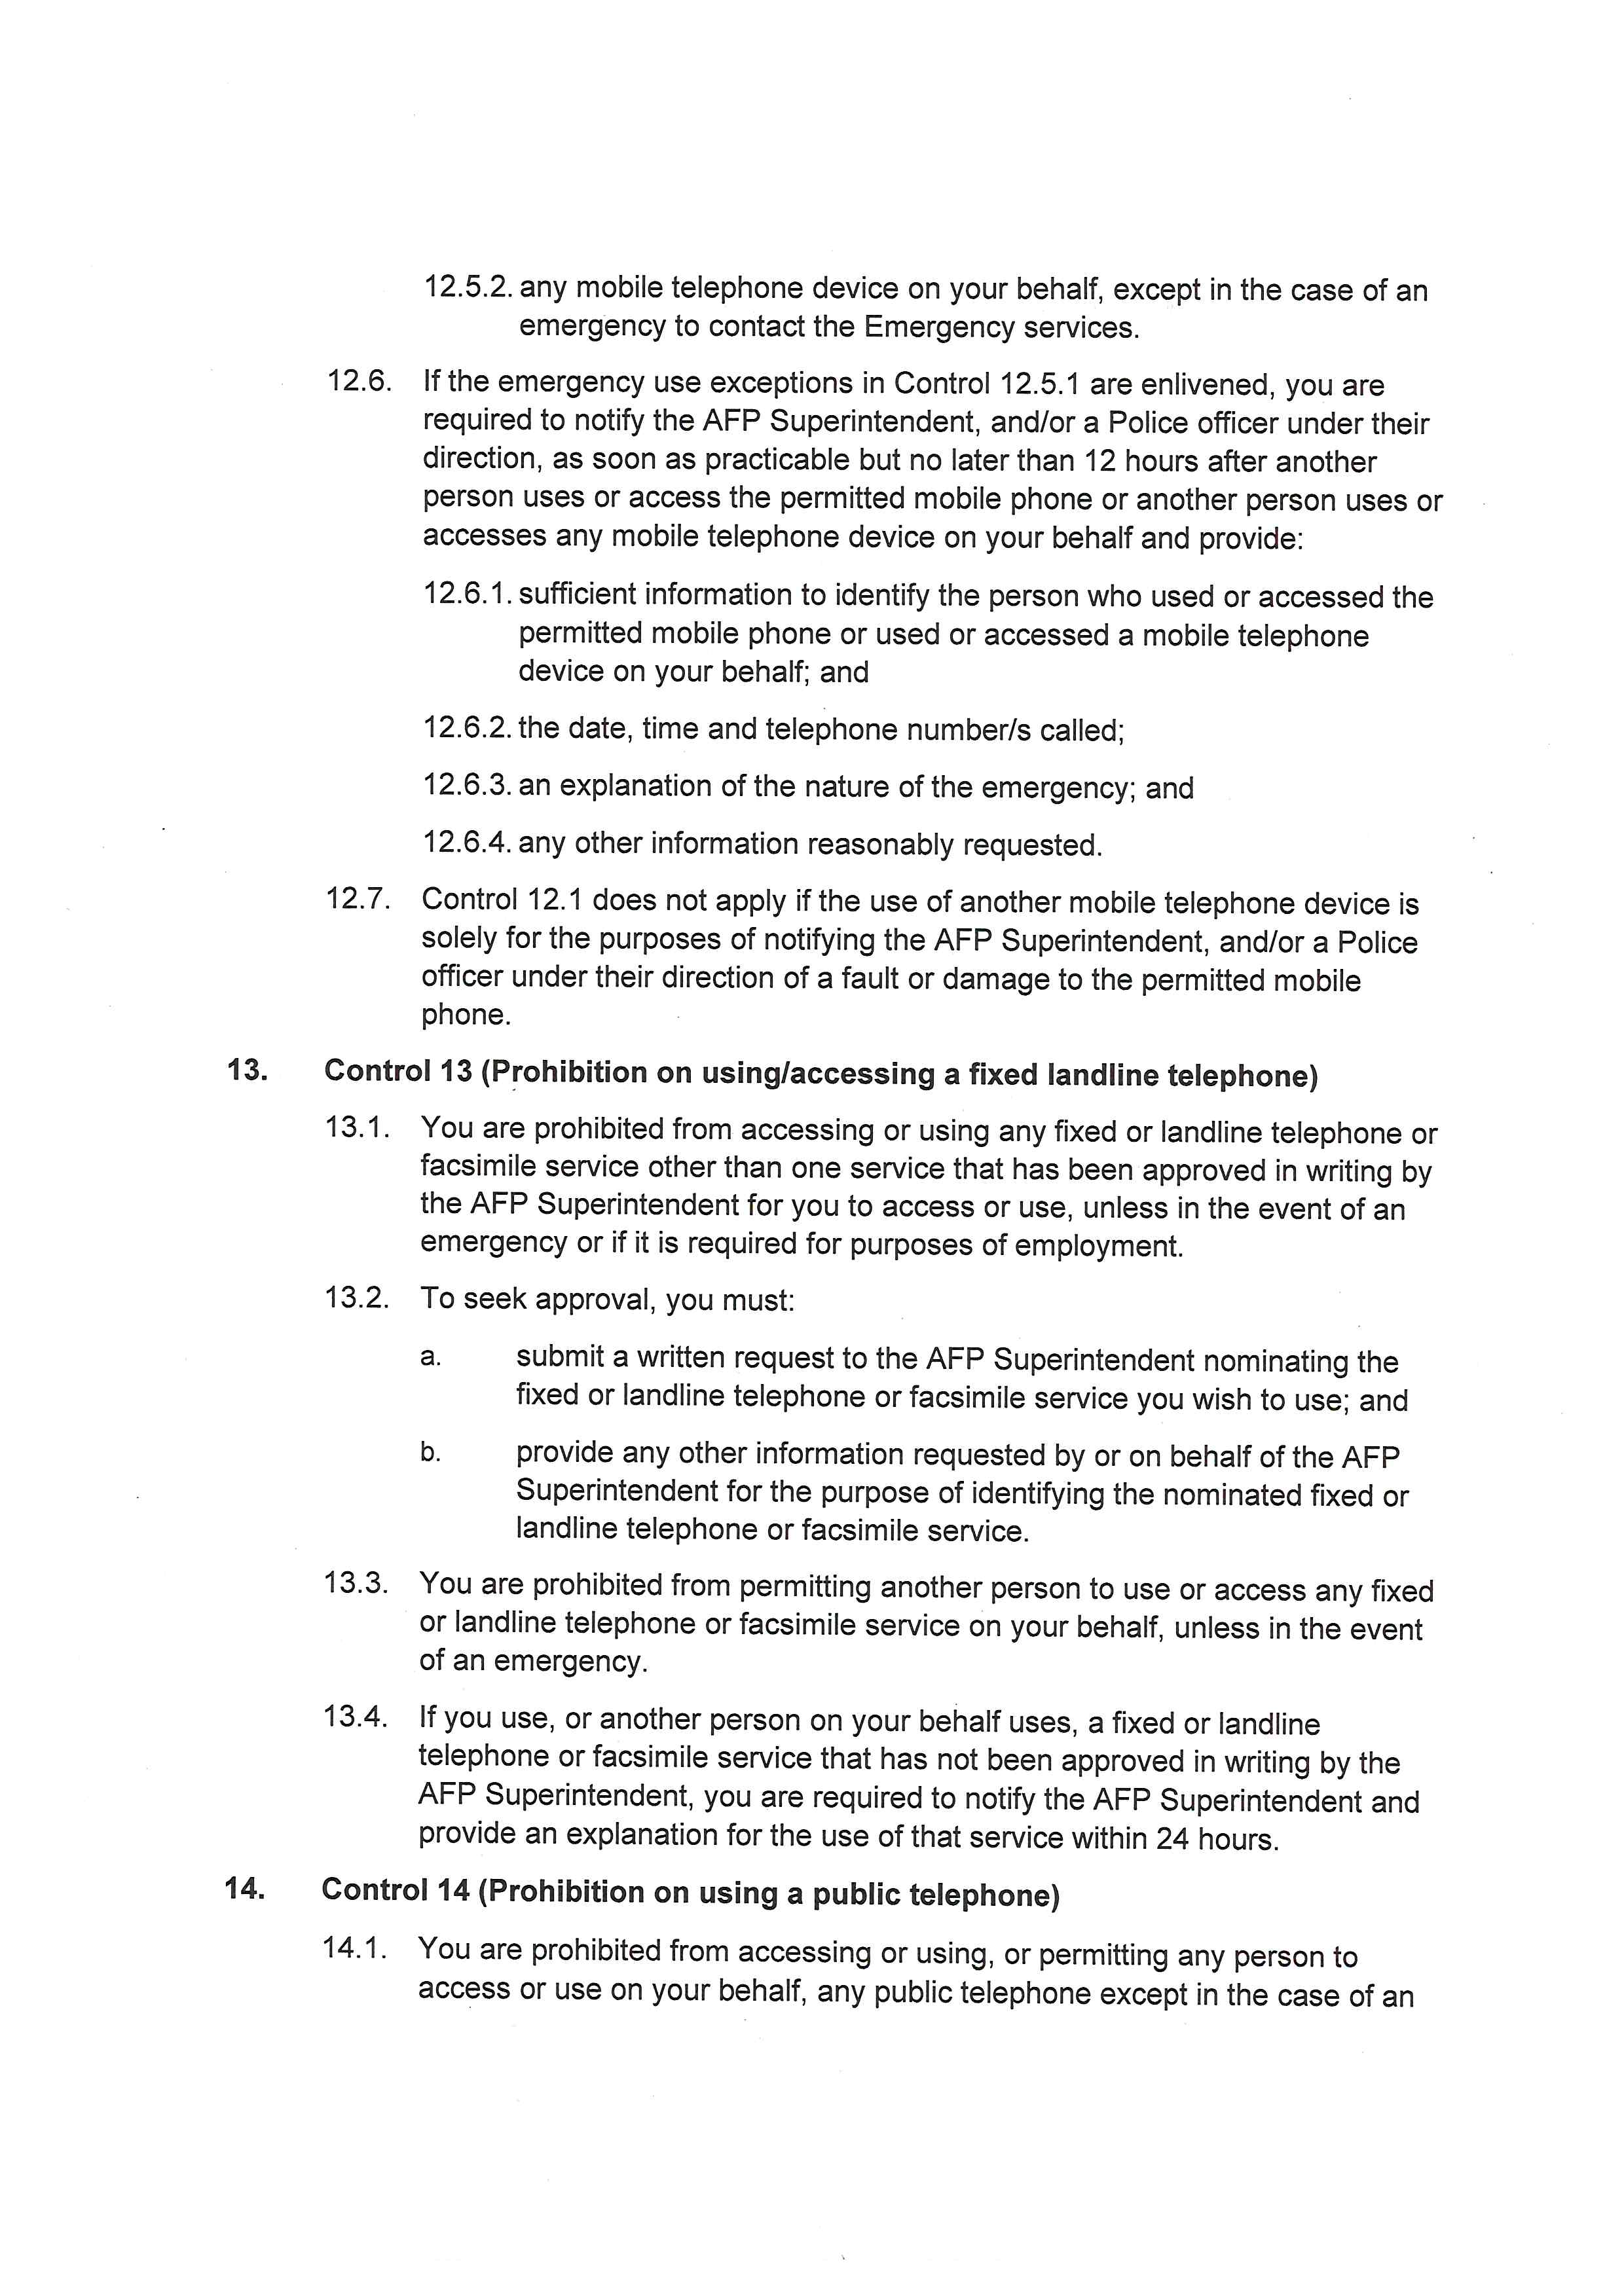 12.5.2. any mobile telephone device on your behalf, except in the case of an
emergency to contact the Emergency services.
12.6. If the emergency use exceptions in Control 12.5.1 are enlivened, you are
required to notify the AFP Superintendent, and/or a Police officer under their
direction, as soon as practicable but no later than 12 hours after another
person uses or access the permitted mobile phone or another person uses or
accesses any mobile telephone device on your behalf and provide:
12.6.1. sufficient information to identify the person who used or accessed the
permitted mobile phone or used or accessed a mobile telephone
device on your behalf; and
12.6.2. the date, time and telephone number/s called;
12.6.3. an explanation of the nature of the emergency; and
12.6.4. any other information reasonably requested.
12.7. Control 12.1 does not apply if the use of another mobile telephone device is
solely for the purposes of notifying the AFP Superintendent, and/or a Police
officer under their direction of a fault or damage to the permitted mobile
phone.
13. Control 13 (Prohibition on using/accessing a fixed landline telephone)
13.1. You are prohibited from accessing or using any fixed or landline telephone or
facsimile service other than one service that has been approved in writing by
the AFP Superintendent for you to access or use, unless in the event of an
emergency or if it is required for purposes of employment.
13.2. To seek approval, you must:
a. submit a written request to the AFP Superintendent nominating the
fixed or landline telephone or facsimile service you wish to use; and
b. provide any other information requested by or on behalf of the AFP
Superintendent for the purpose of identifying the nominated fixed or
landline telephone or facsimile service.
13.3. You are prohibited from permitting another person to use or access any fixed
or landline telephone or facsimile service on your behalf, unless in the event
of an emergency.
13.4. If you use, or another person on your behalf uses, a fixed or landline
telephone or facsimile service that has not been approved in writing by the
AFP Superintendent, you are required to notify the AFP Superintendent and
provide an explanation for the use of that service within 24 hours.
14. Control 14 (Prohibition on using a public telephone)
14.1. You are prohibited from accessing or using, or permitting any person to
access or use on your behalf, any public telephone except in the case of an